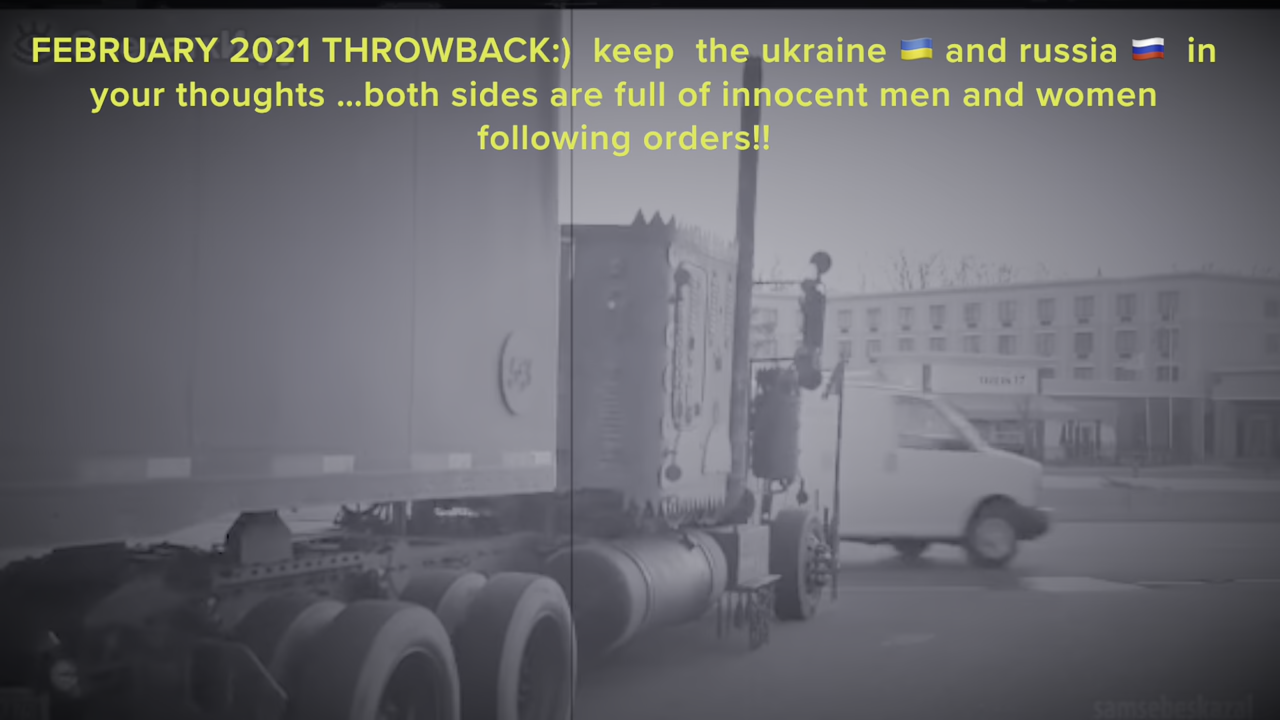 FEBRUARY 2021 THROWBACK:) keep the ukraine 🇺🇦 and russia 🇷🇺 in
your thoughts ...both sides are full of innocent men and women
following orders!!
samsebeskazal